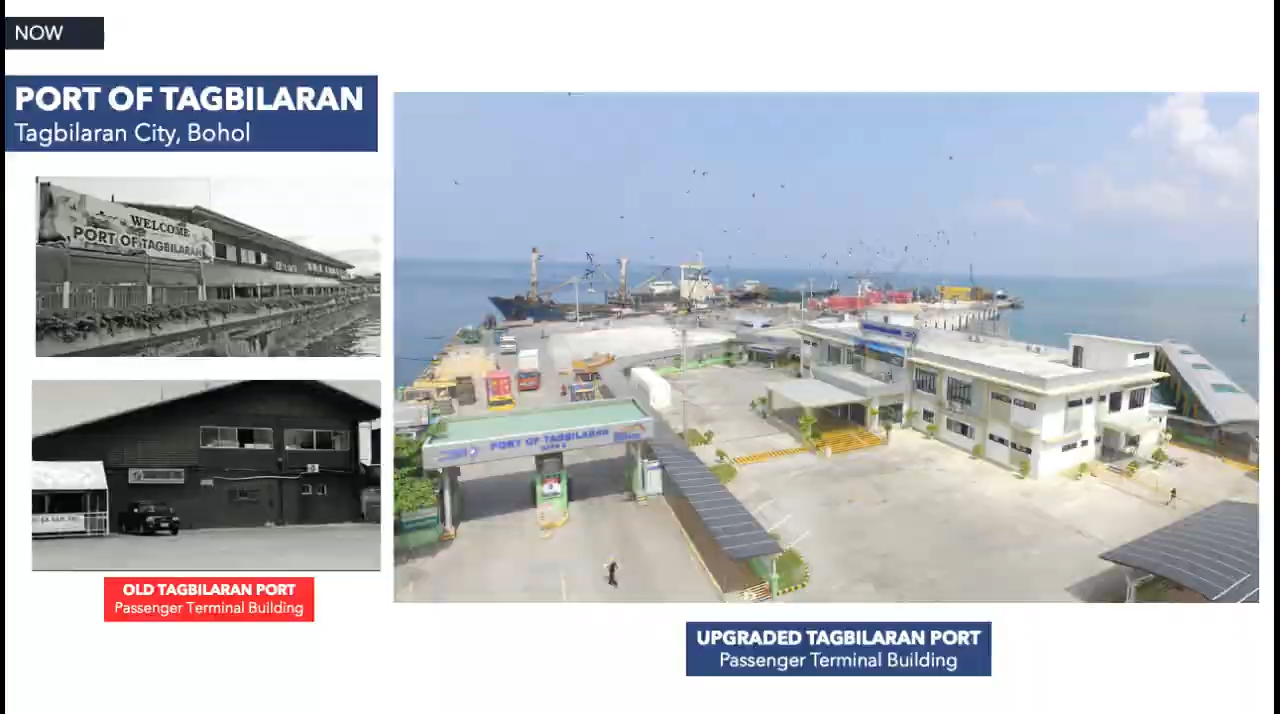 NOW
PORT OF TAGBILARAN
Tagbilaran City, Bohol
WELCOME
PORT OF TAGBILARAN
OLD TAGBILARAN PORT
Passenger Terminal Building
PORT OF TAGBILARAN
UPGRADED TAGBILARAN PORT
Passenger Terminal Building